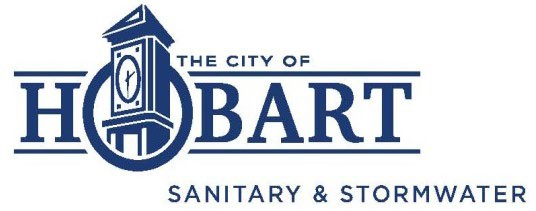 THE CITY OF
HOBART
SANITARY & STORMWATER